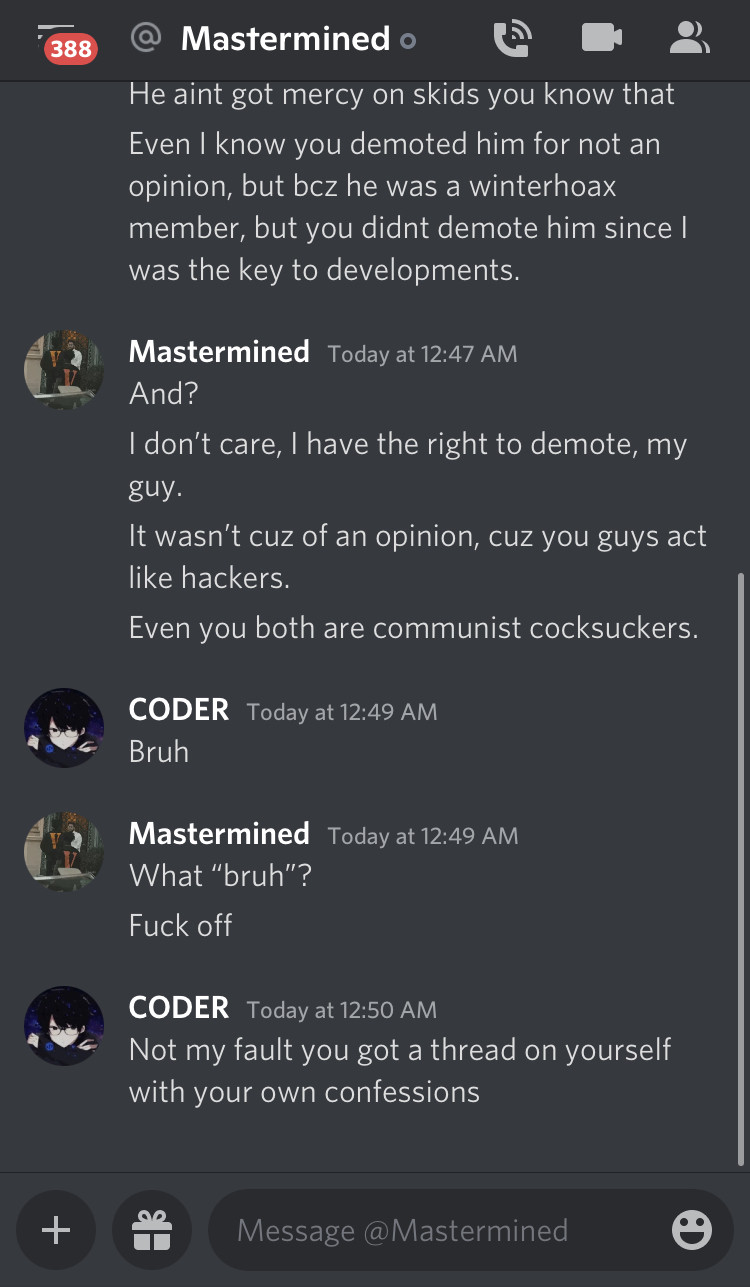 388
@ Mastermined
He aint got mercy on skids you know that
Even I know you demoted him for not an
opinion, but bcz he was a winterhoax
member, but you didnt demote him since I
was the key to developments.
Mastermined Today at 12:47 AM
And?
I don’t care, I have the right to demote, my
guy.
It wasn’t cuz of an opinion, cuz you guys act
like hackers.
Even you both are communist cocksuckers.
CODER Today at 12:49 AM
Bruh
Mastermined Today at 12:49 AM
What “bruh”?
Fuck off
CODER Today at 12:50 AM
Not my fault you got a thread on yourself
with your own confessions
Message @Mastermined